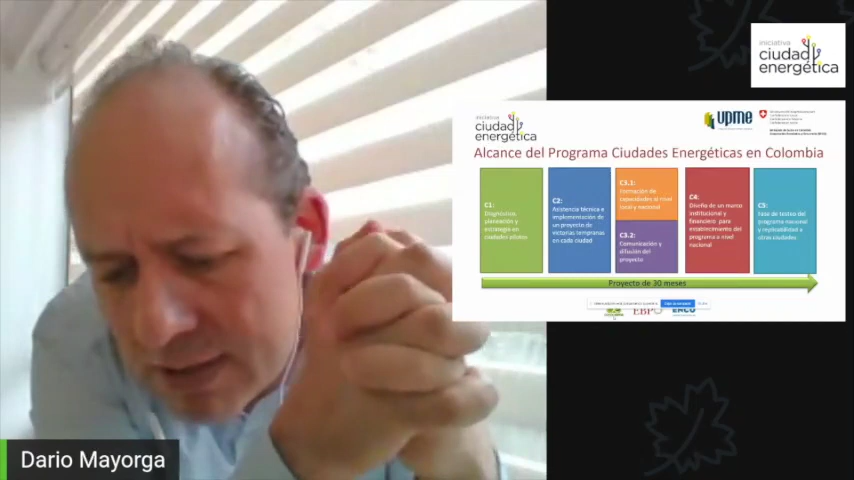 iniciativa
ciudad
energética
iniciativa
ciudad
energética
upme
Alcance del Programa Ciudades Energéticas en Colombia
C1:
Diagnóstico,
planeación y
estrategia en
ciudades piloto
C2:
Asistencia técnica e
implementación de
un proyecto de
victorias tempranas
en cada ciudad
C3.1:
Formación de
capacidades al nivel
local y nacional
C3.2:
Comunicación y
difusión del
proyecto
C4:
Diseño de un marco
institucional y
financiero para
establecimiento del
programa a nivel
nacional
C5:
Fase de testeo del
programa nacional
y replicabilidad a
otras ciudades
Proyecto de 30 meses
EBP
Dario Mayorga